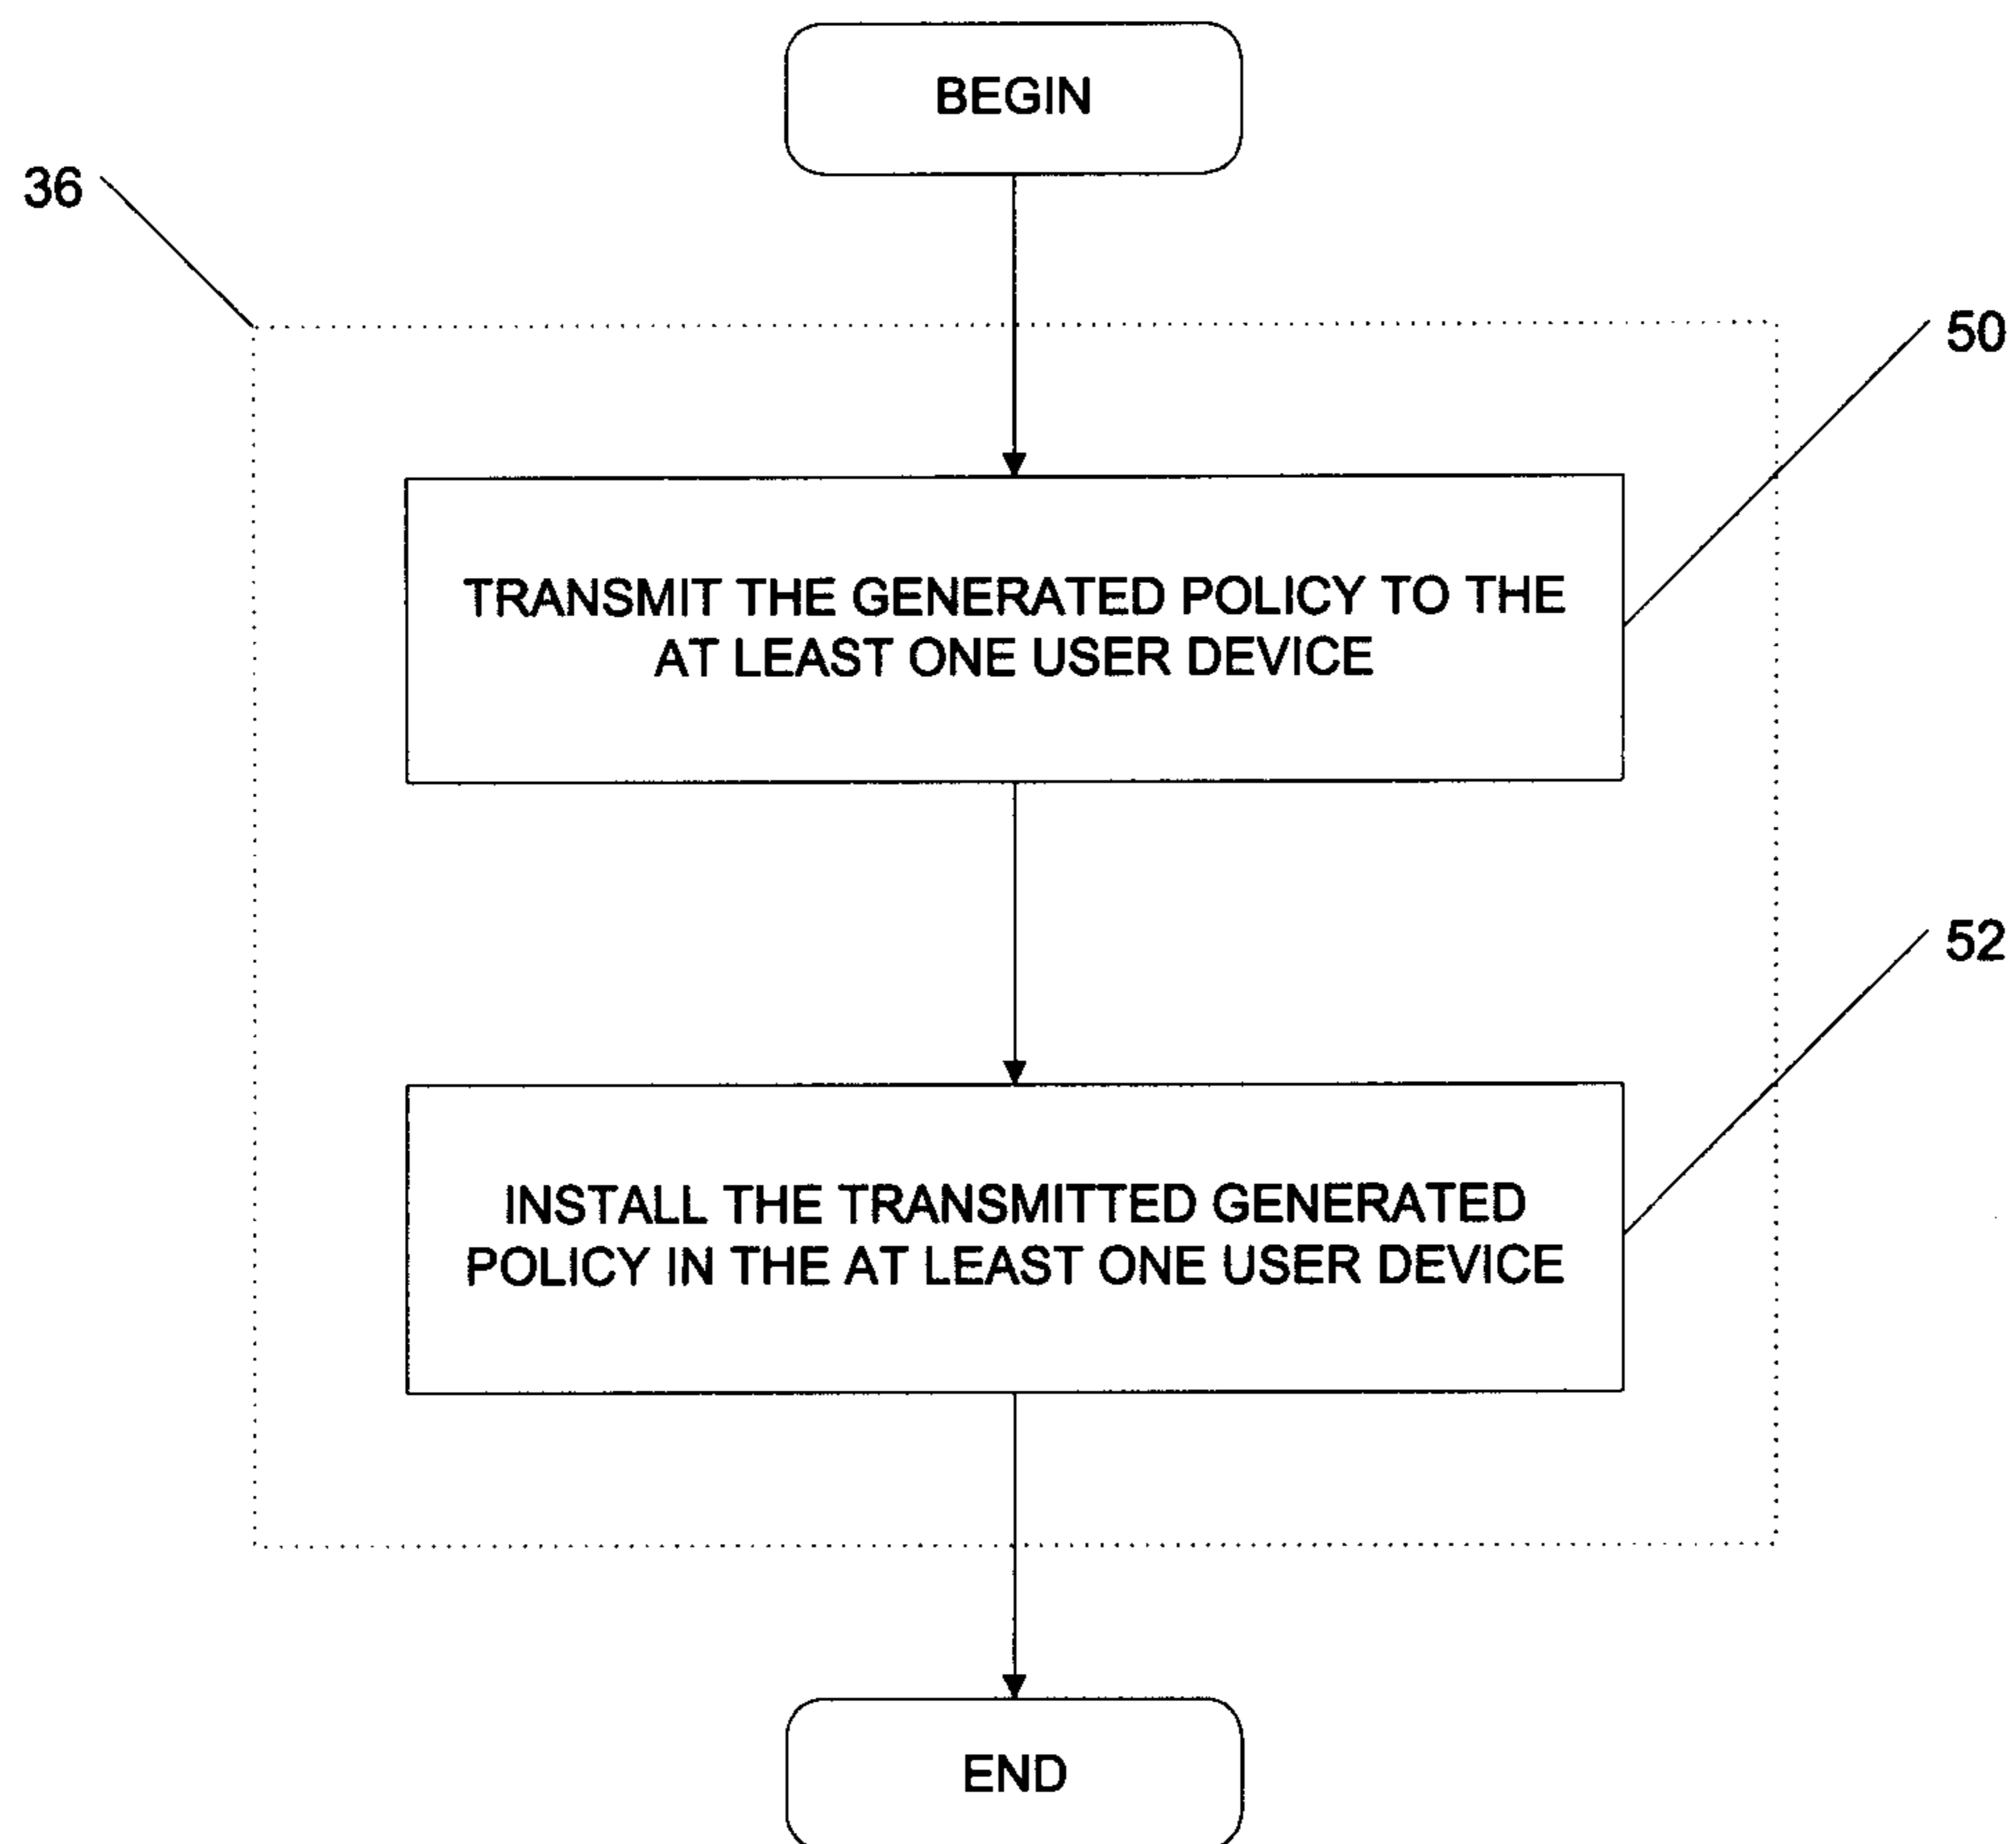 BEGIN
36
50
TRANSMIT THE GENERATED POLICY TO THE
AT LEAST ONE USER DEVICE
52
INSTALL THE TRANSMITTED GENERATED
POLICY IN THE AT LEAST ONE USER DEVICE
END